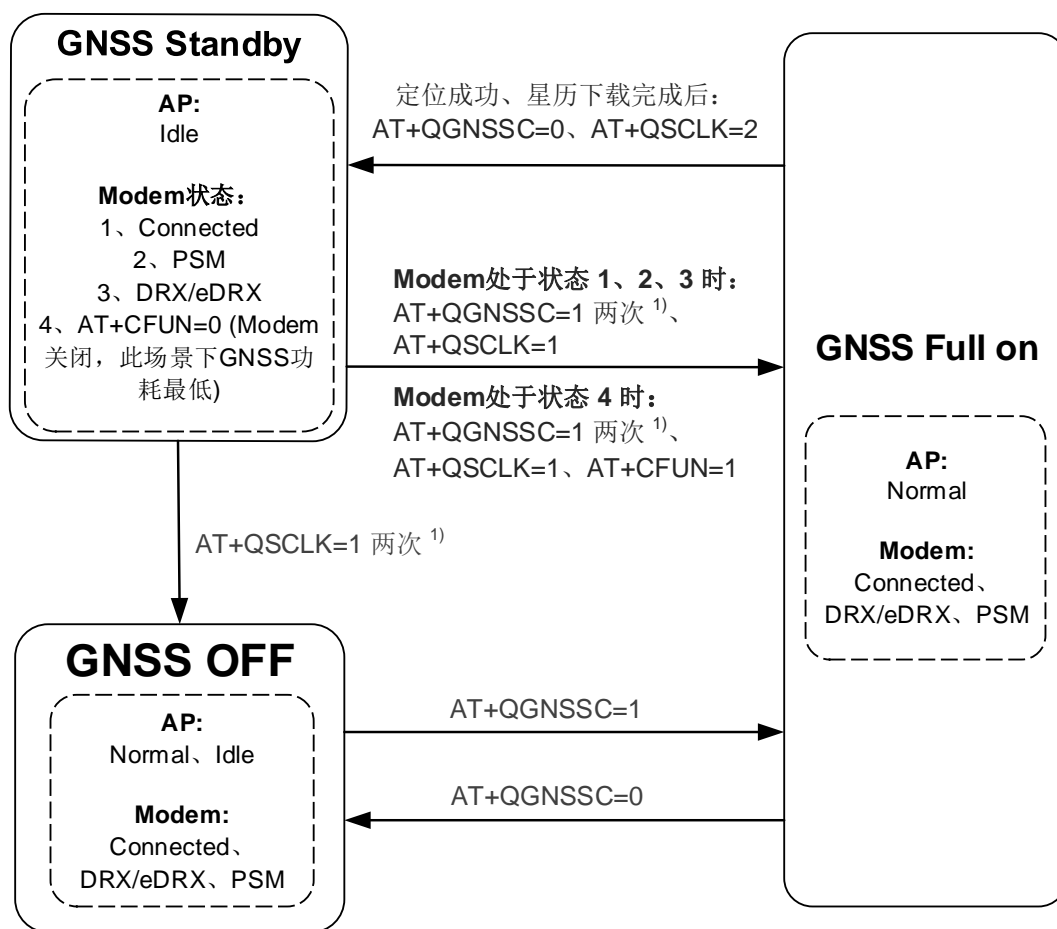 GNSS Standby
AP:
Idle
Modem状态：
1、Connected
2、PSM
3、DRX/eDRX
4、AT+CFUN=0 (Modem
关闭，此场景下GNSS功
耗最低)
定位成功、星历下载完成后：
AT+QGNSSC=0、AT+QSCLK=2
Modem处于状态 1、2、3 时：
AT+QGNSSC=1 两次 1)、
AT+QSCLK=1
Modem处于状态 4 时：
AT+QGNSSC=1 两次 1)、
AT+QSCLK=1、AT+CFUN=1
GNSS Full on
AP:
Normal
Modem:
Connected、
DRX/eDRX、PSM
AT+QSCLK=1 两次 1)
GNSS OFF
AP:
Normal、Idle
Modem:
Connected、
DRX/eDRX、PSM
AT+QGNSSC=1
AT+QGNSSC=0